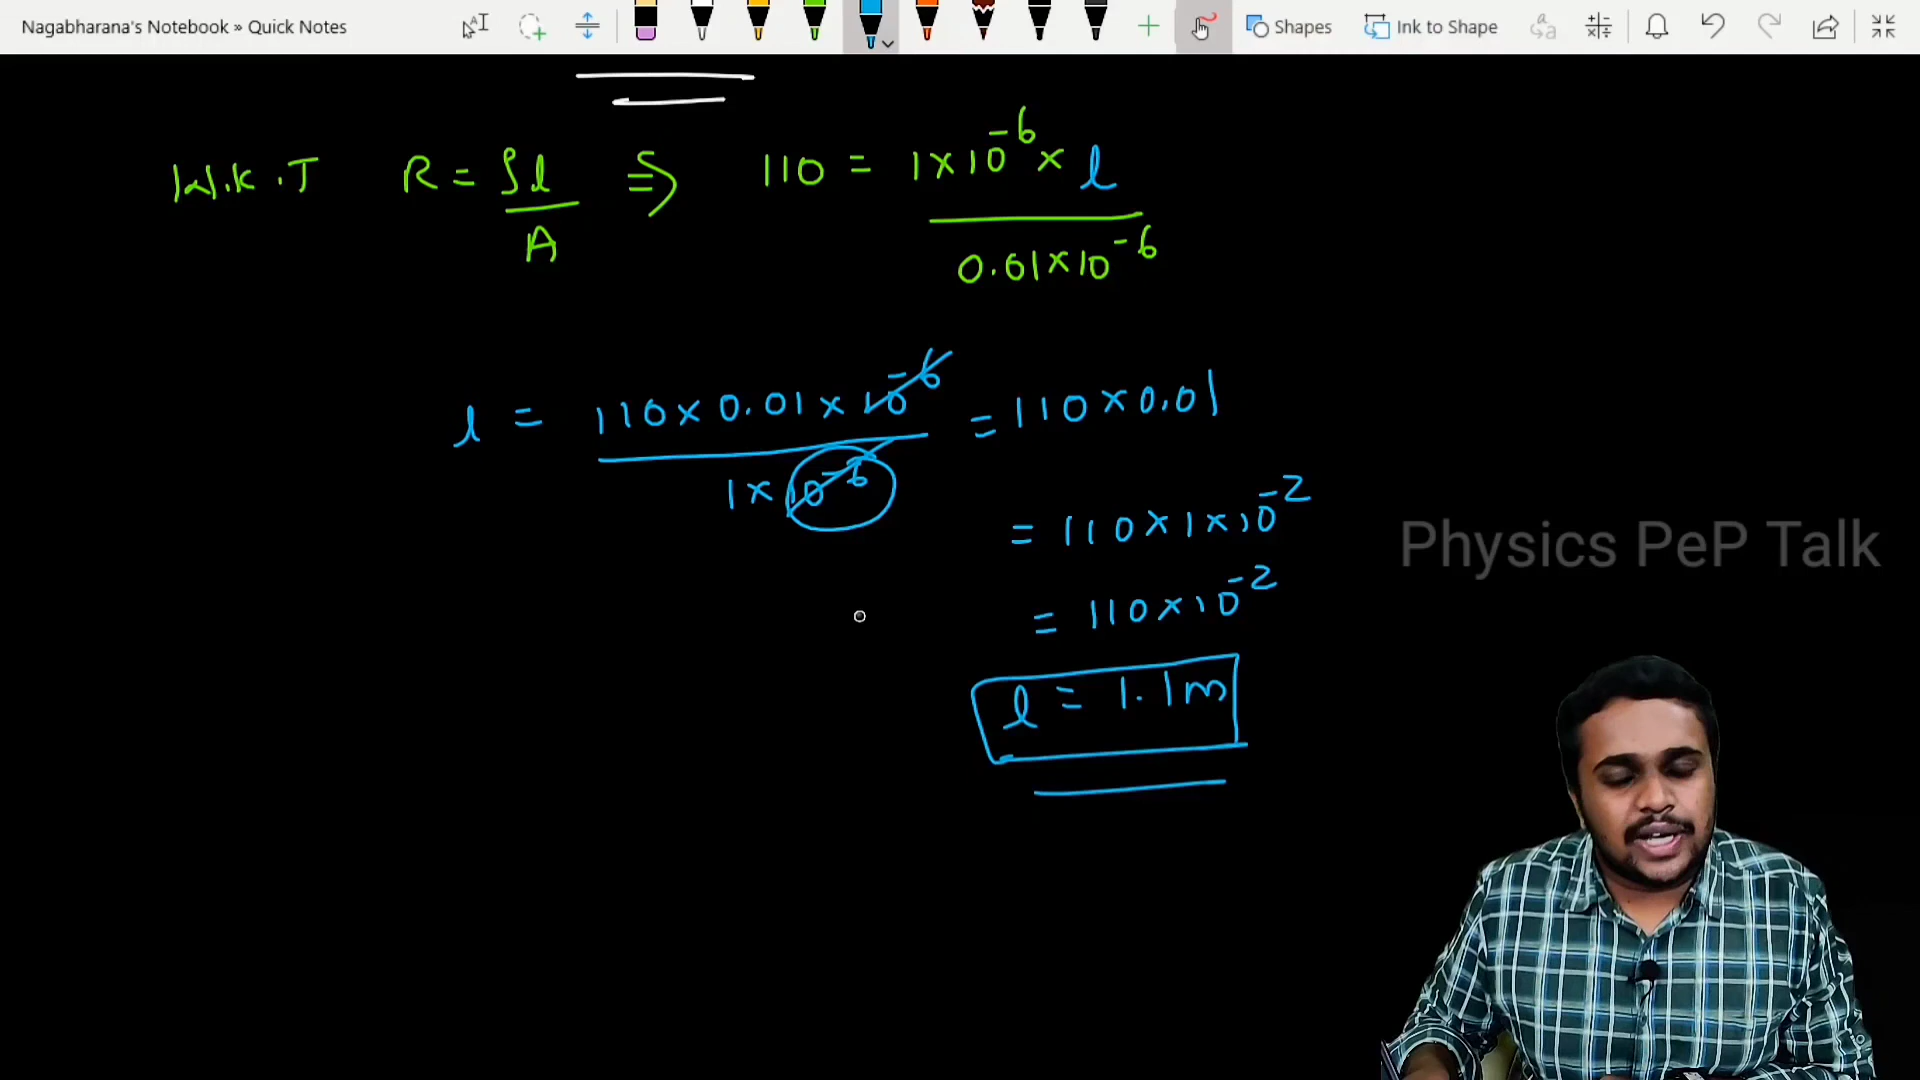 Nagabharana's Notebook » Quick Notes
Shapes
Ink to Shape
W.K.T R = ρl/A ⇒ 110 = 1×10⁻⁶ × l / 0.01×10⁻⁶
l = 110 × 0.01 × 10⁻⁶ / 1 × 10⁻⁶ = 110 × 0.01
= 110 × 1 × 10⁻²
= 110 × 10⁻²
l = 1.1 m
Physics PeP Talk